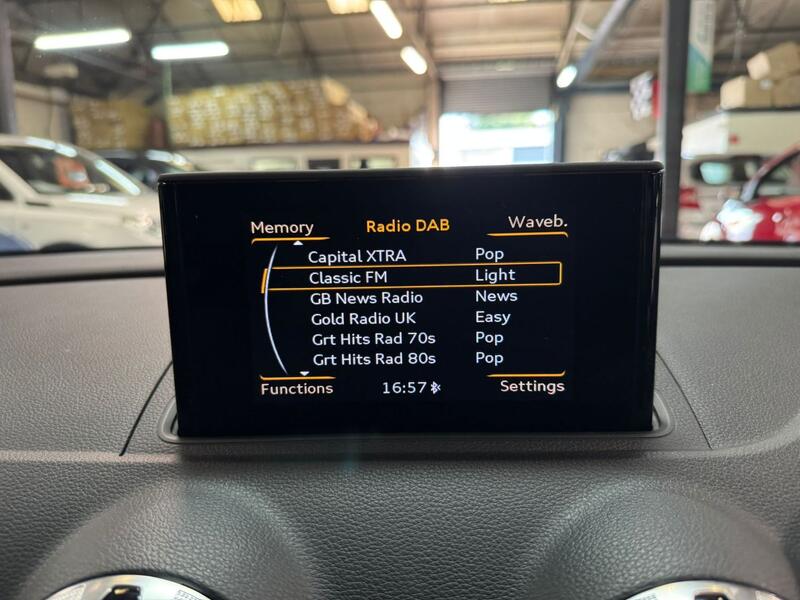 Memory Radio DAB Waveb.
Capital XTRA Pop
Classic FM Light
GB News Radio News
Gold Radio UK Easy
Grt Hits Rad 70s Pop
Grt Hits Rad 80s Pop
Functions 16:57 Settings